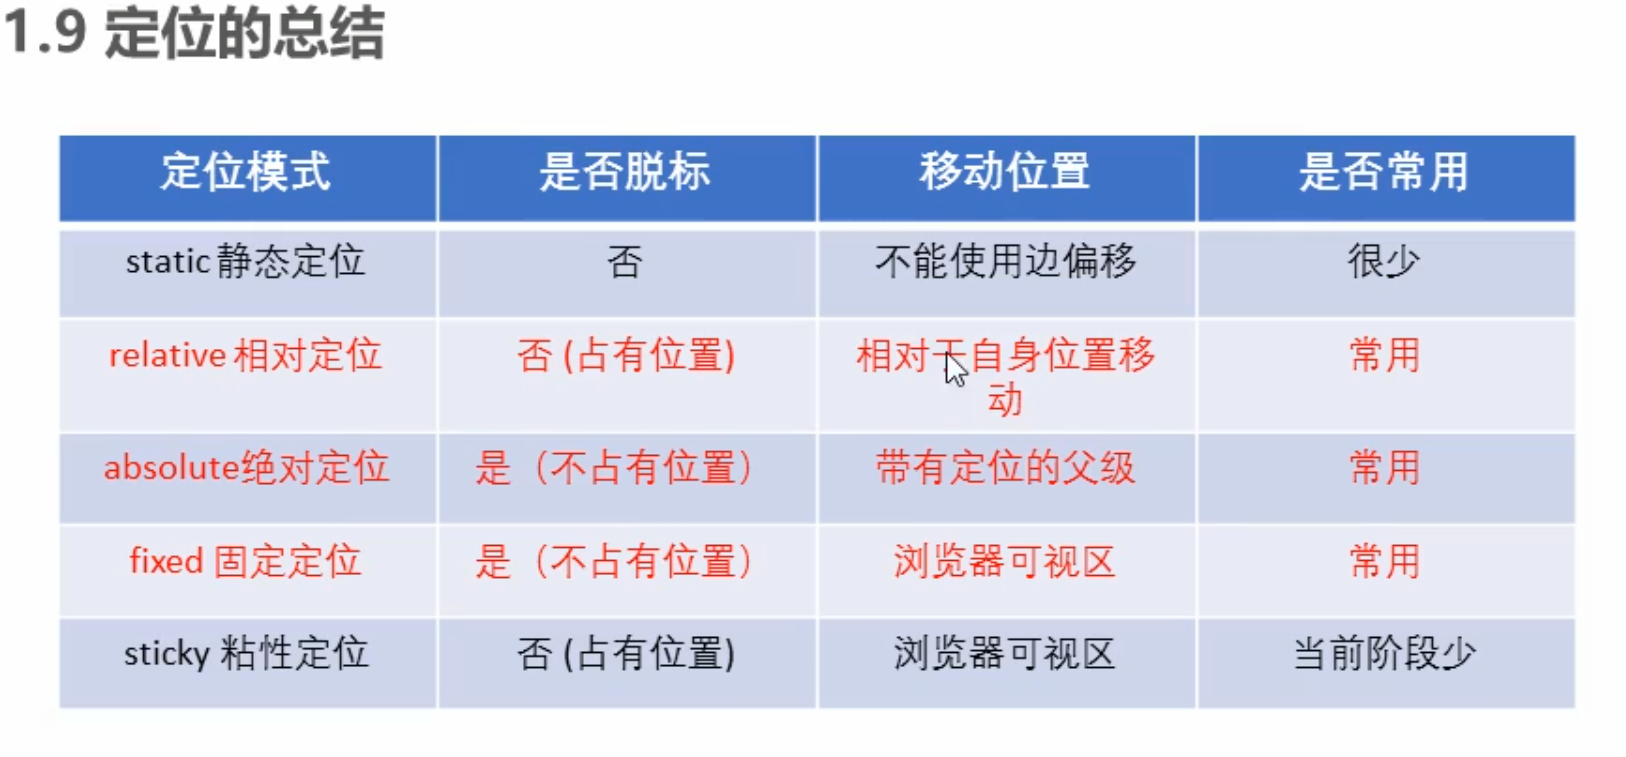 1.9 定位的总结
定位模式 是否脱标 移动位置 是否常用
static 静态定位 否 不能使用边偏移 很少
relative 相对定位 否 (占有位置) 相对于自身位置移 常用
动
absolute绝对定位 是（不占有位置） 带有定位的父级 常用
fixed 固定定位 是（不占有位置） 浏览器可视区 常用
sticky 粘性定位 否 (占有位置) 浏览器可视区 当前阶段少